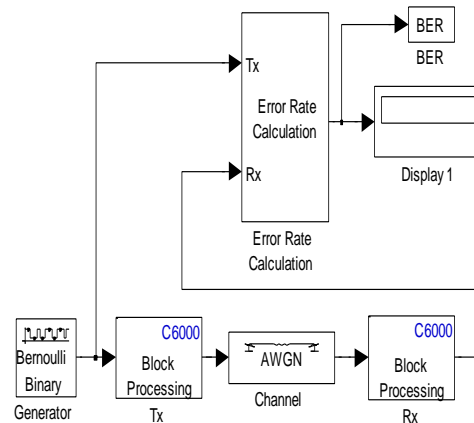 BER
BER
Tx
Error Rate
Calculation
Rx
Display 1
Error Rate
Calculation
Bernoulli
Binary
Generator
C6000
Block
Processing
Tx
AWGN
Channel
C6000
Block
Processing
Rx